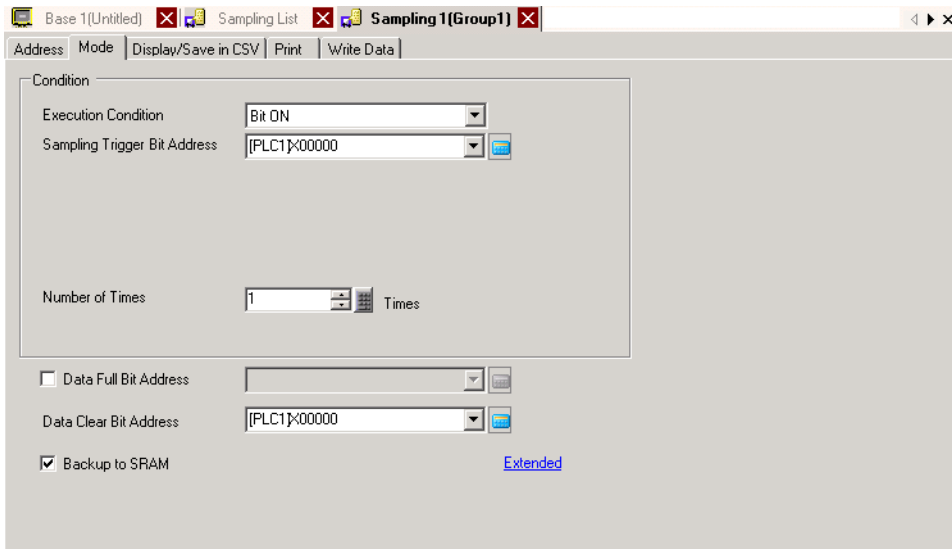 Base 1(Untitled) Sampling List Sampling 1(Group1)
Address Mode Display/Save in CSV Print Write Data
Condition
Execution Condition Bit ON
Sampling Trigger Bit Address [PLC1]X00000
Number of Times 1 Times
Data Full Bit Address
Data Clear Bit Address [PLC1]X00000
Backup to SRAM Extended